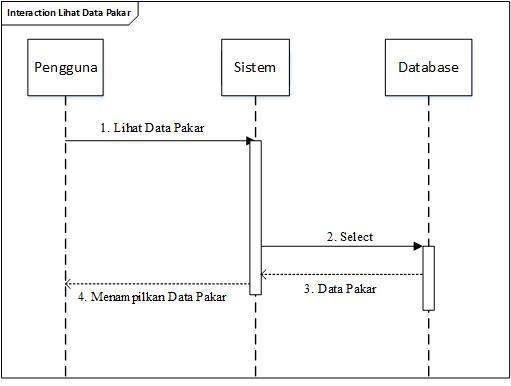 Interaction Lihat Data Pakar
Pengguna
Sistem
Database
1. Lihat Data Pakar
2. Select
3. Data Pakar
4. Menampilkan Data Pakar